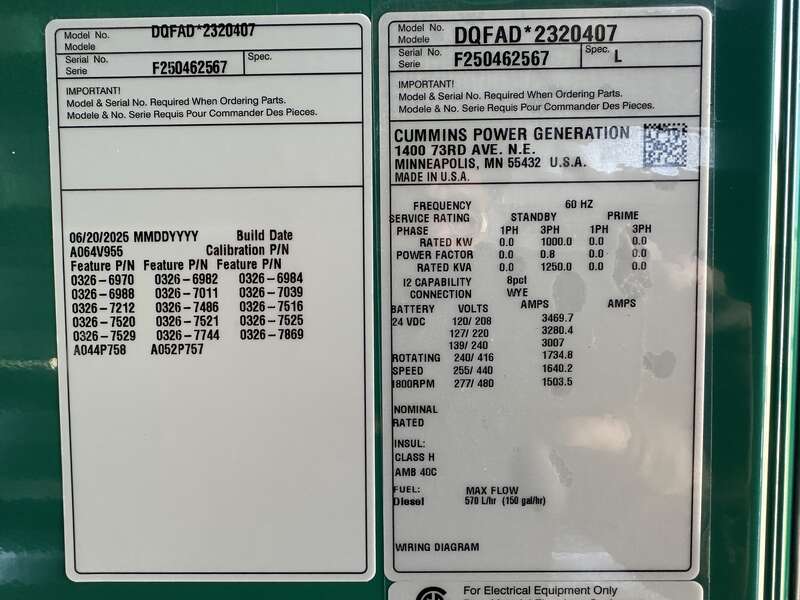 Model No. DQFAD*2320407
Modele
Serial No. F250462567 Spec.
Serie
IMPORTANT!
Model & Serial No. Required When Ordering Parts.
Modele & No. Serie Requis Pour Commander Des Pieces.
06/20/2025 MMDDYYYY Build Date
A064V955 Calibration P/N
Feature P/N Feature P/N Feature P/N
0326-6970 0326-6982 0326-6984
0326-6988 0326-7011 0326-7039
0326-7212 0326-7486 0326-7516
0326-7520 0326-7521 0326-7525
0326-7529 0326-7744 0326-7869
A044P758 A052P757
Model No. DQFAD*2320407
Modele
Serial No. F250462567 Spec. L
Serie
IMPORTANT!
Model & Serial No. Required When Ordering Parts.
Modele & No. Serie Requis Pour Commander Des Pieces.
CUMMINS POWER GENERATION
1400 73RD AVE. N.E.
MINNEAPOLIS, MN 55432 U.S.A.
MADE IN U.S.A.
FREQUENCY 60 HZ
SERVICE RATING STANDBY PRIME
PHASE 1PH 3PH 1PH 3PH
RATED KW 0.0 1000.0 0.0 0.0
POWER FACTOR 0.0 0.8 0.0 0.0
RATED KVA 0.0 1250.0 0.0 0.0
I2 CAPABILITY 8pct
CONNECTION WYE
BATTERY VOLTS AMPS AMPS
24 VDC 120/ 208 3469.7
127/ 220 3280.4
139/ 240 3007
ROTATING 240/ 416 1734.8
SPEED 255/ 440 1640.2
1800RPM 277/ 480 1503.5
NOMINAL
RATED
INSUL:
CLASS H
AMB 40C
FUEL: MAX FLOW
Diesel 570 L/hr (150 gal/hr)
WIRING DIAGRAM
For Electrical Equipment Only